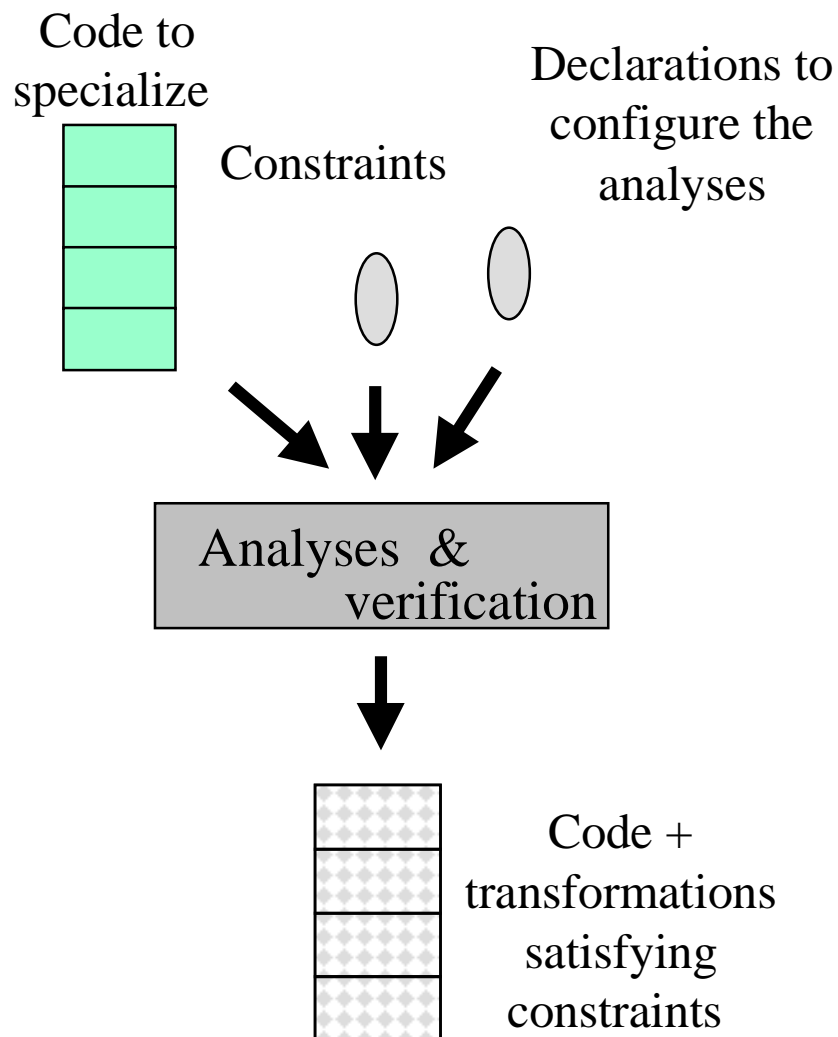 Code to
specialize
Constraints
Declarations to
configure the
analyses
Analyses &
verification
Code +
transformations
satisfying
constraints